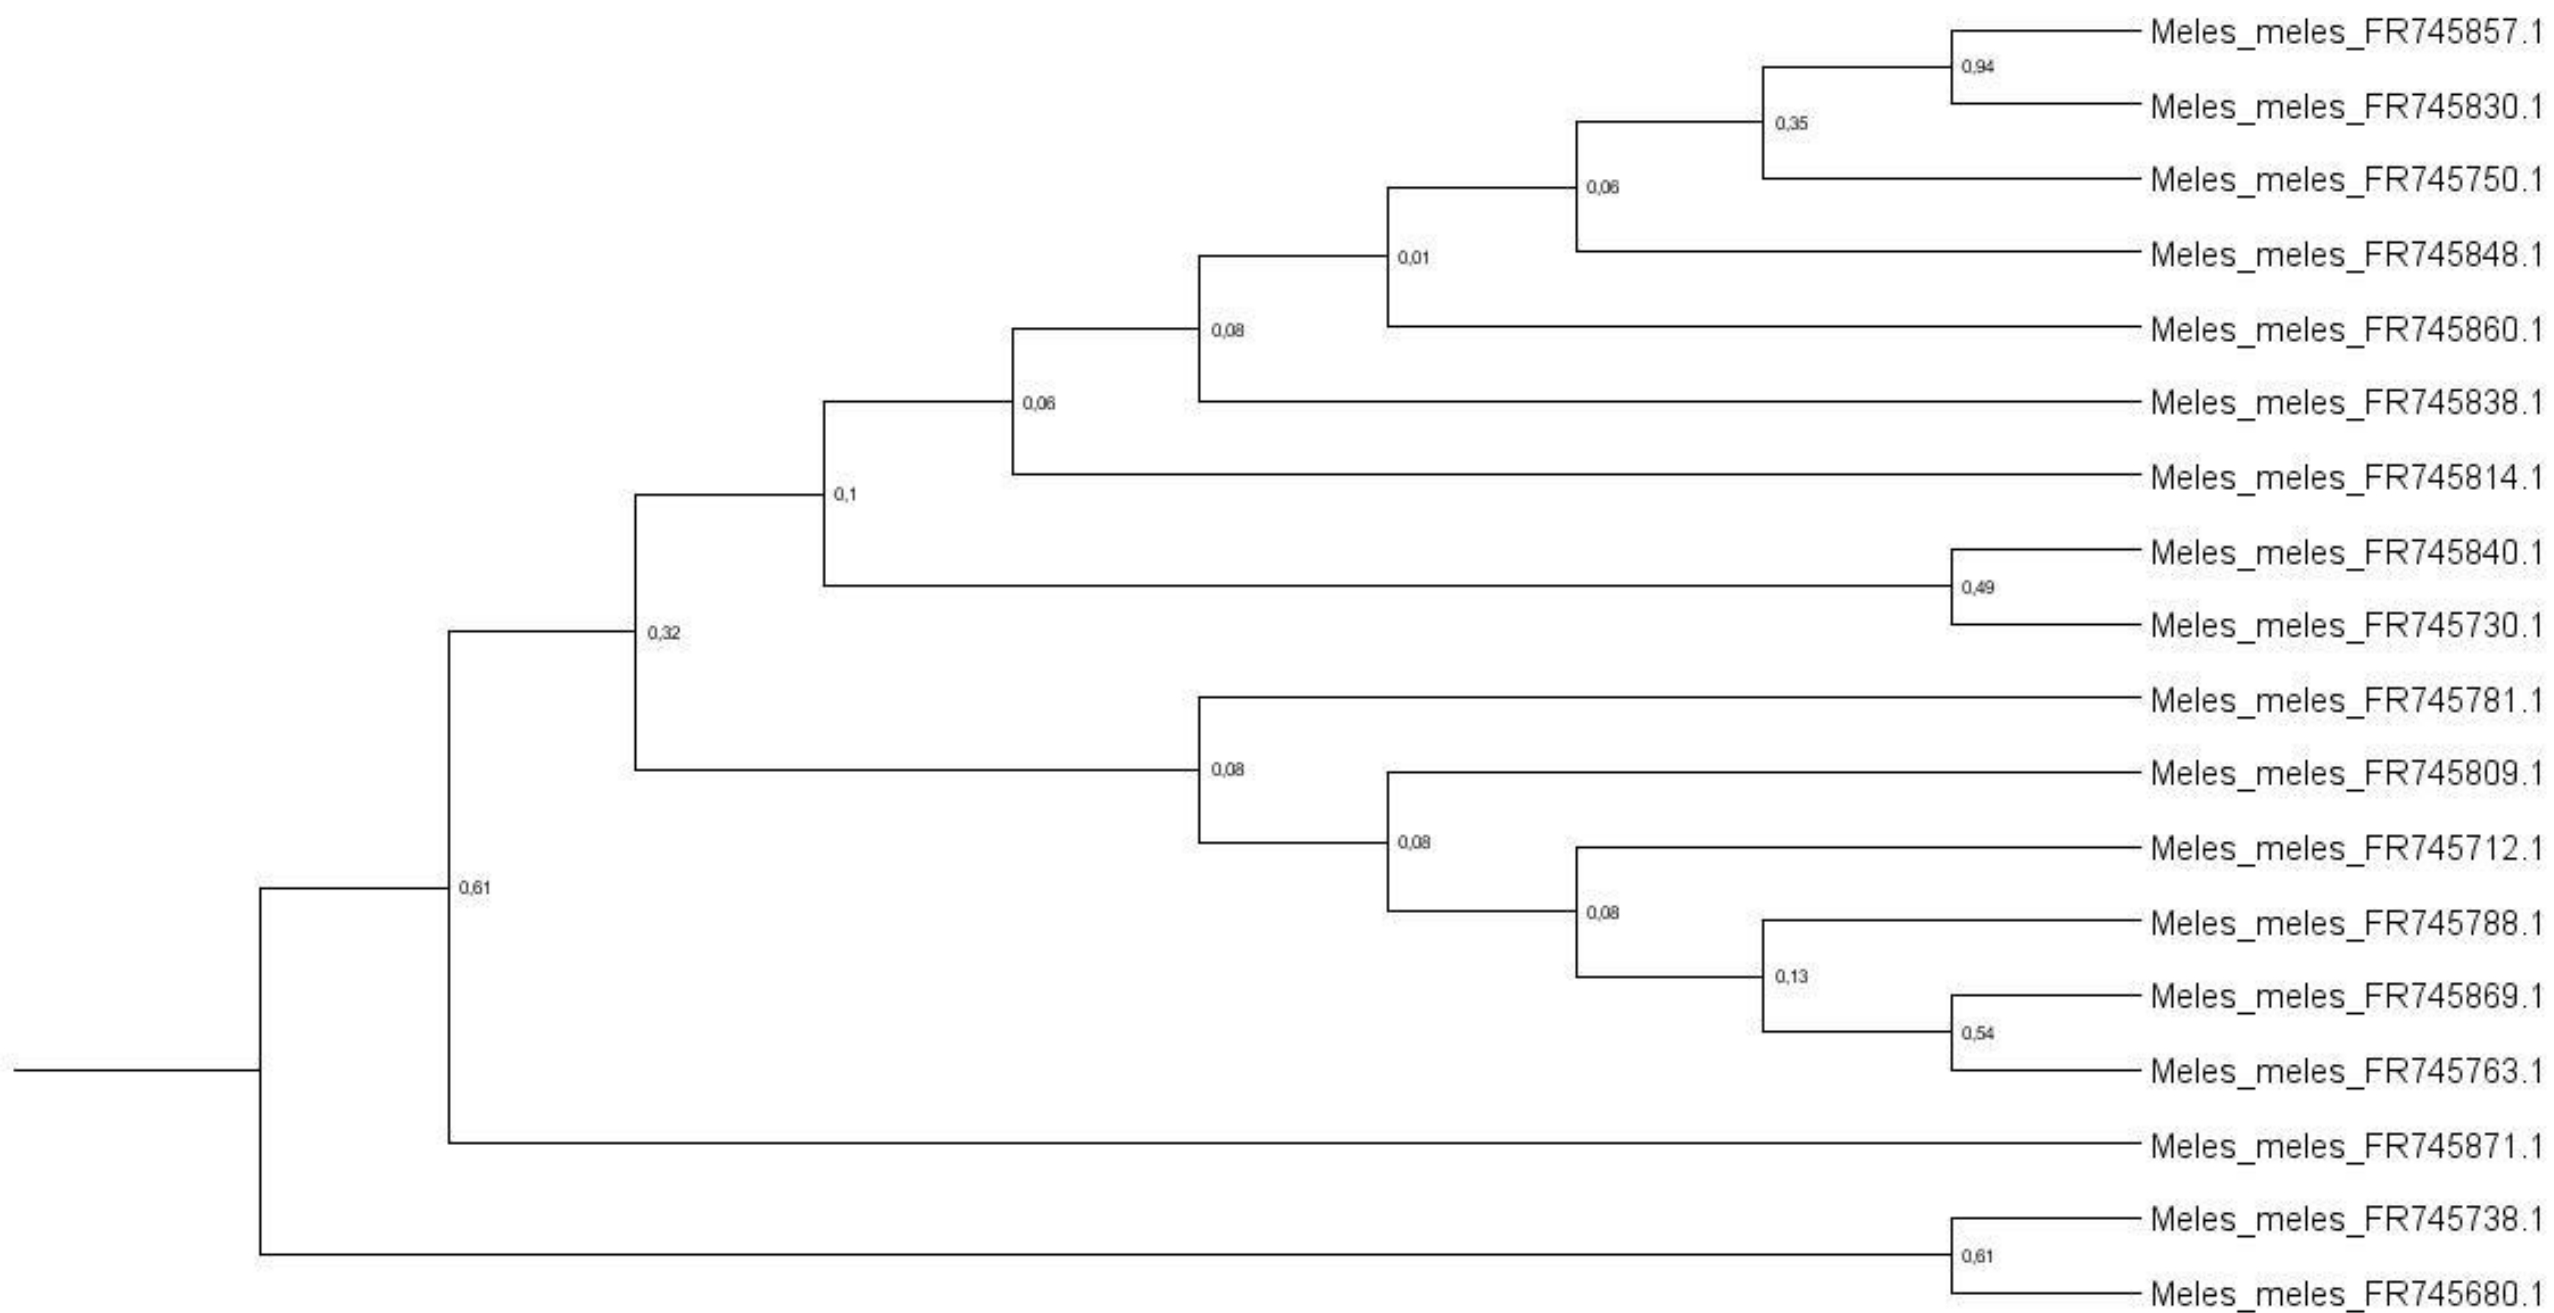 Meles_meles_FR745857.1
0,94
Meles_meles_FR745830.1
0,35
Meles_meles_FR745750.1
0,06
Meles_meles_FR745848.1
0,01
Meles_meles_FR745860.1
0,08
Meles_meles_FR745838.1
0,06
Meles_meles_FR745814.1
0,1
Meles_meles_FR745840.1
0,49
Meles_meles_FR745730.1
0,32
Meles_meles_FR745781.1
0,08
Meles_meles_FR745809.1
0,08
Meles_meles_FR745712.1
0,61
0,08
Meles_meles_FR745788.1
0,13
Meles_meles_FR745869.1
0,54
Meles_meles_FR745763.1
Meles_meles_FR745871.1
Meles_meles_FR745738.1
0,61
Meles_meles_FR745680.1